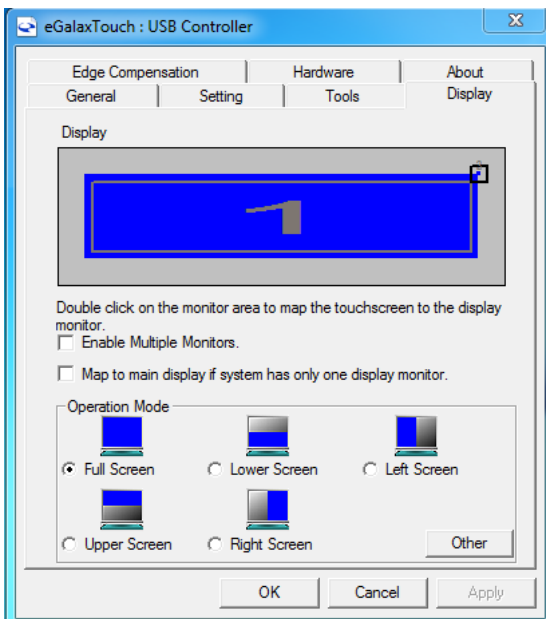 eGalaxTouch : USB Controller
Edge Compensation Hardware About
General Setting Tools Display
Display
1
Double click on the monitor area to map the touchscreen to the display
monitor.
Enable Multiple Monitors.
Map to main display if system has only one display monitor.
Operation Mode
Full Screen Lower Screen Left Screen
Upper Screen Right Screen Other
OK Cancel Apply